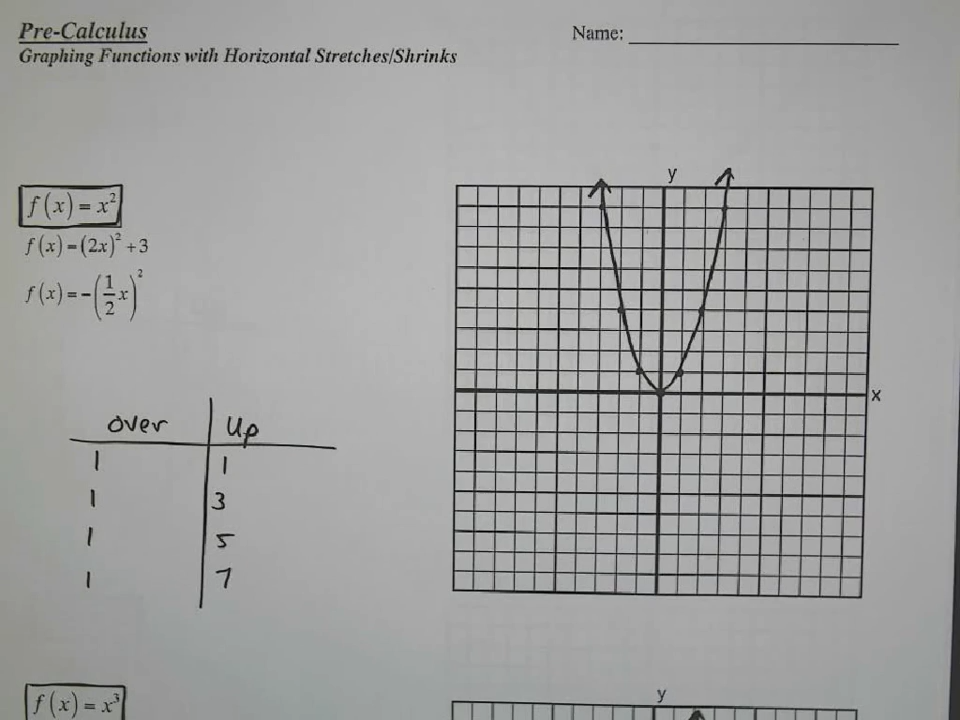 Pre-Calculus
Name:
Graphing Functions with Horizontal Stretches/Shrinks
f(x) = x²
f(x) = (2x)² + 3
f(x) = -(1/2 x)²
y
x
over Up
1 1
1 3
1 5
1 7
f(x) = x³
y